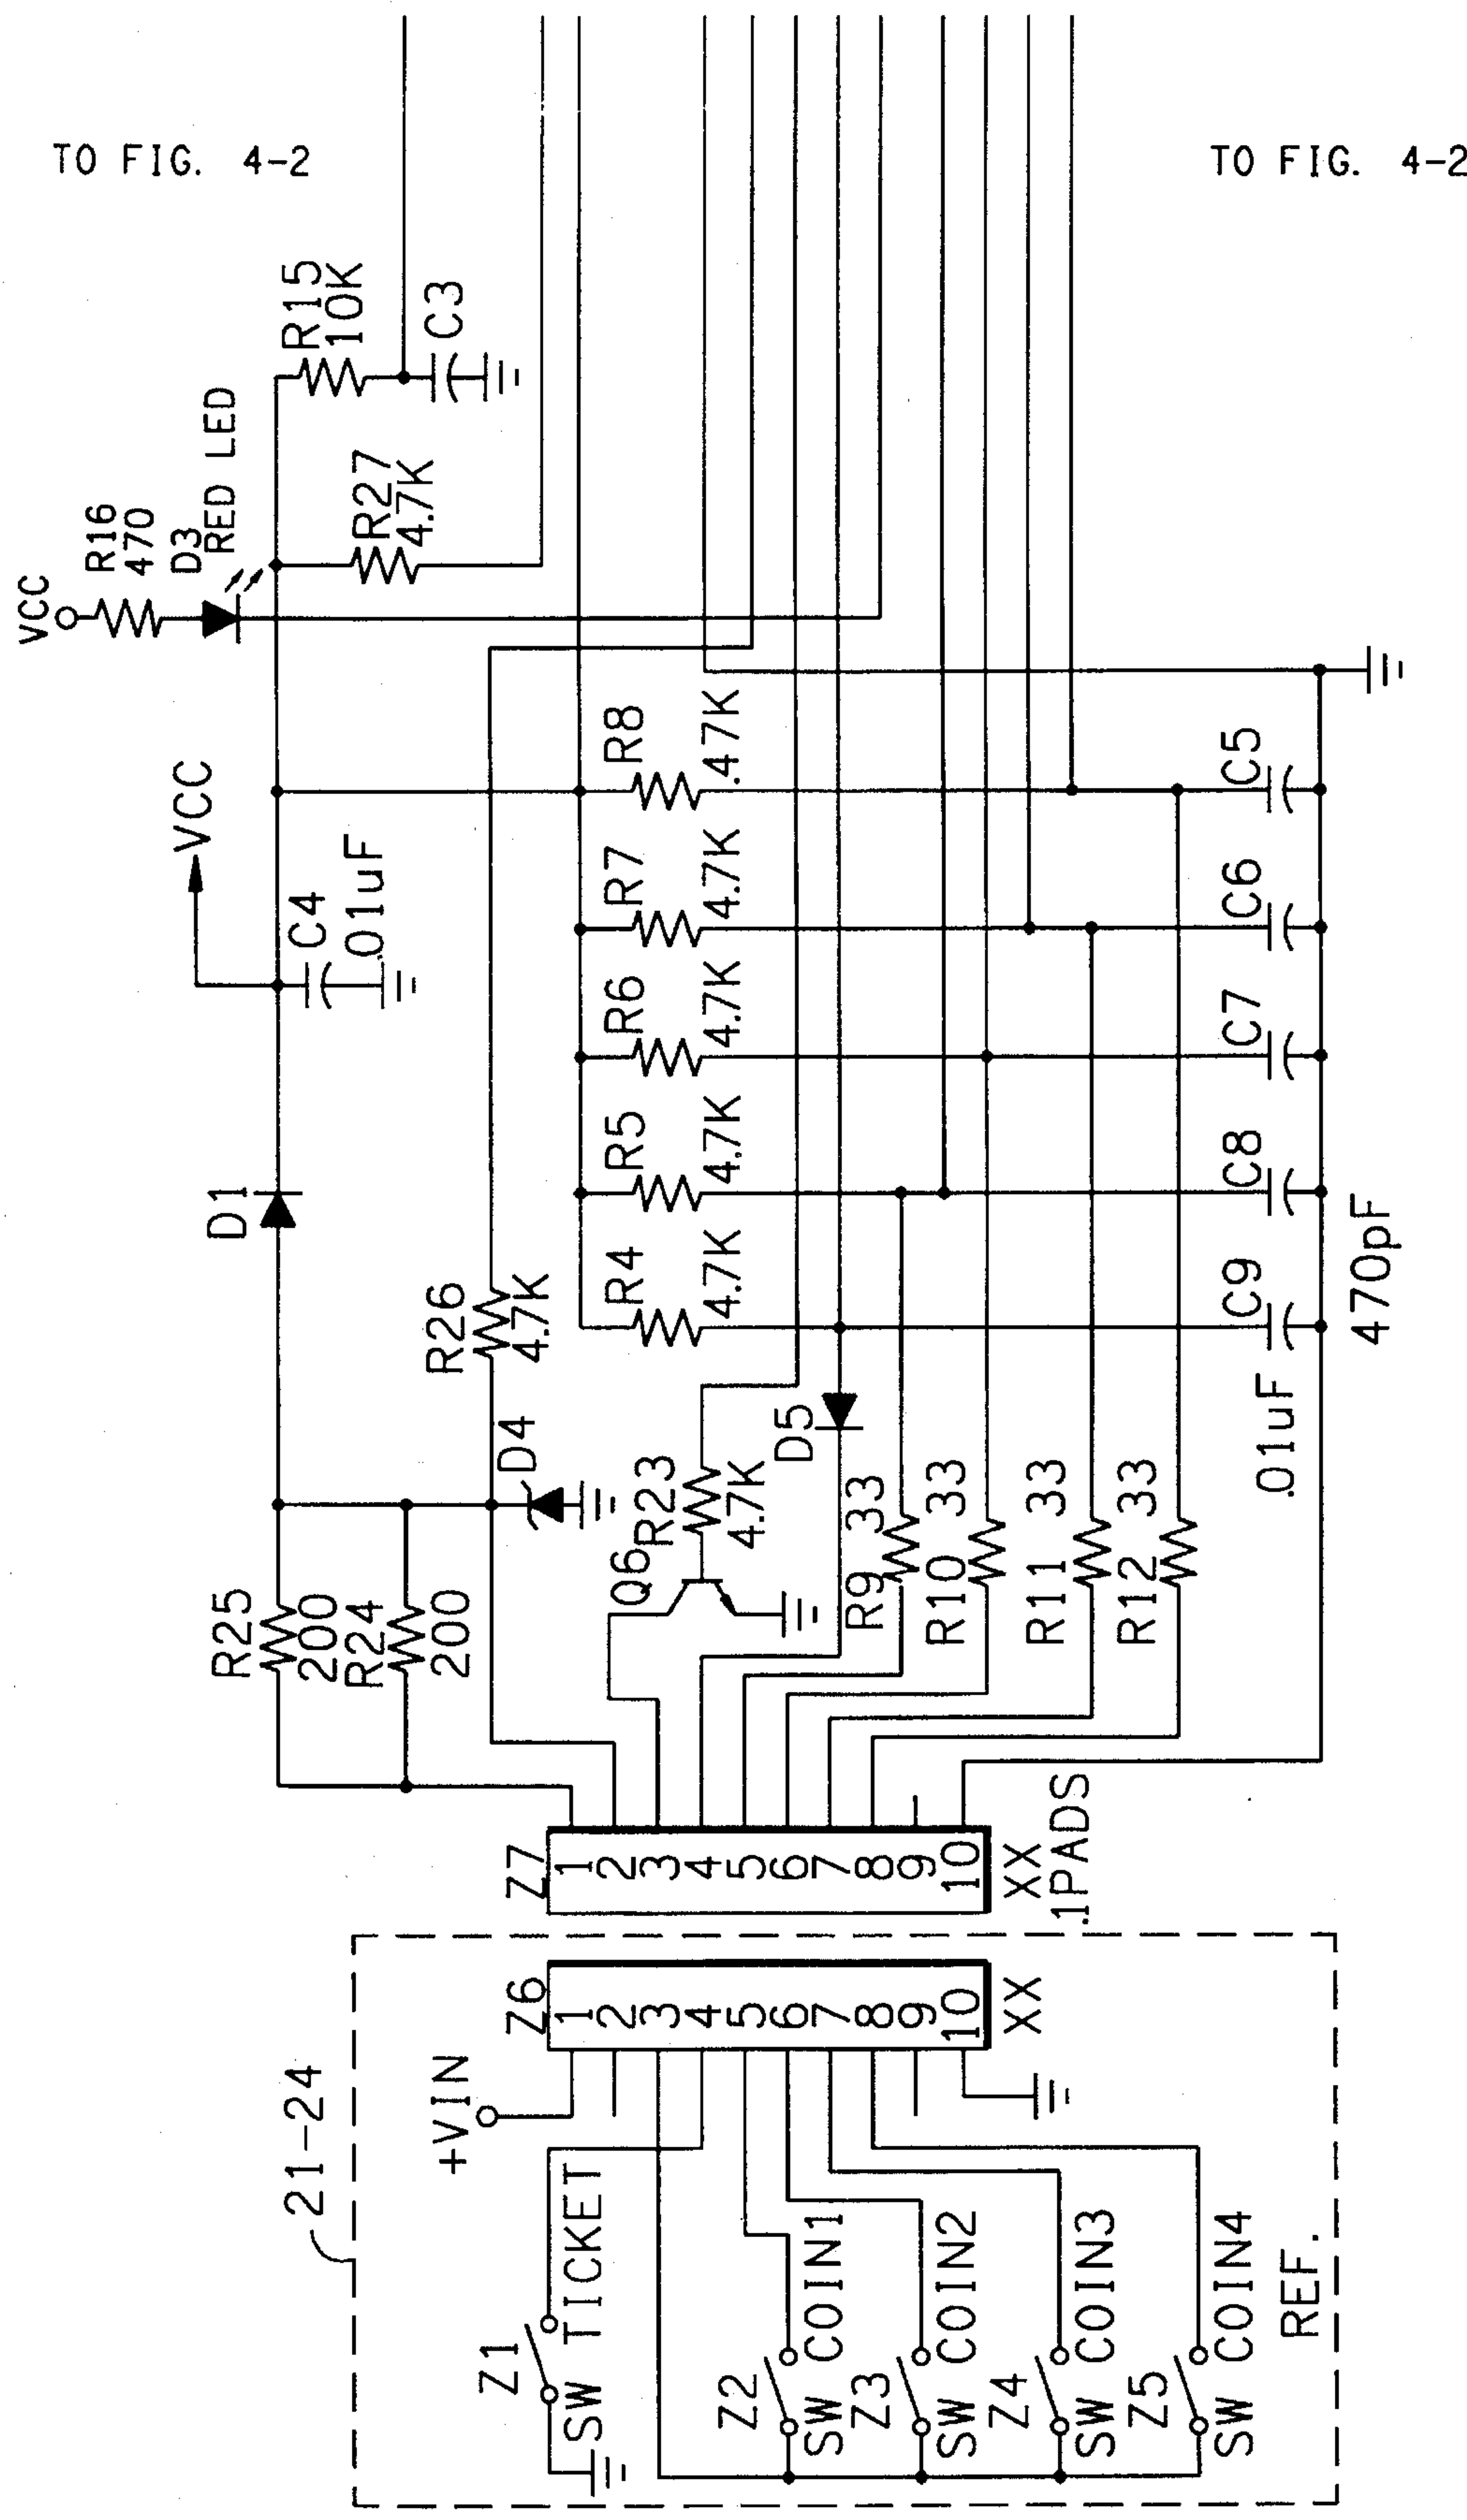 TO FIG. 4-2
TO FIG. 4-2
VCC
R16
470
D3
RED LED
R15
10K
C3
R27
4.7K
VCC
C4
.01uF
D1
R26
4.7K
D4
R25
200
R24
200
R8
.47K
R7
4.7K
R6
4.7K
R5
4.7K
R4
4.7K
C5
C6
C7
C8
C9
470pF
.01uF
Q6
R23
4.7K
D5
R9 33
R10 33
R11 33
R12 33
Z7
1
2
3
4
5
6
7
8
9
10
XX
.1PADS
21-24
+VIN
Z6
1
2
3
4
5
6
7
8
9
10
XX
Z1
SW TICKET
Z2
SW COIN1
Z3
SW COIN2
Z4
SW COIN3
Z5
SW COIN4
REF.